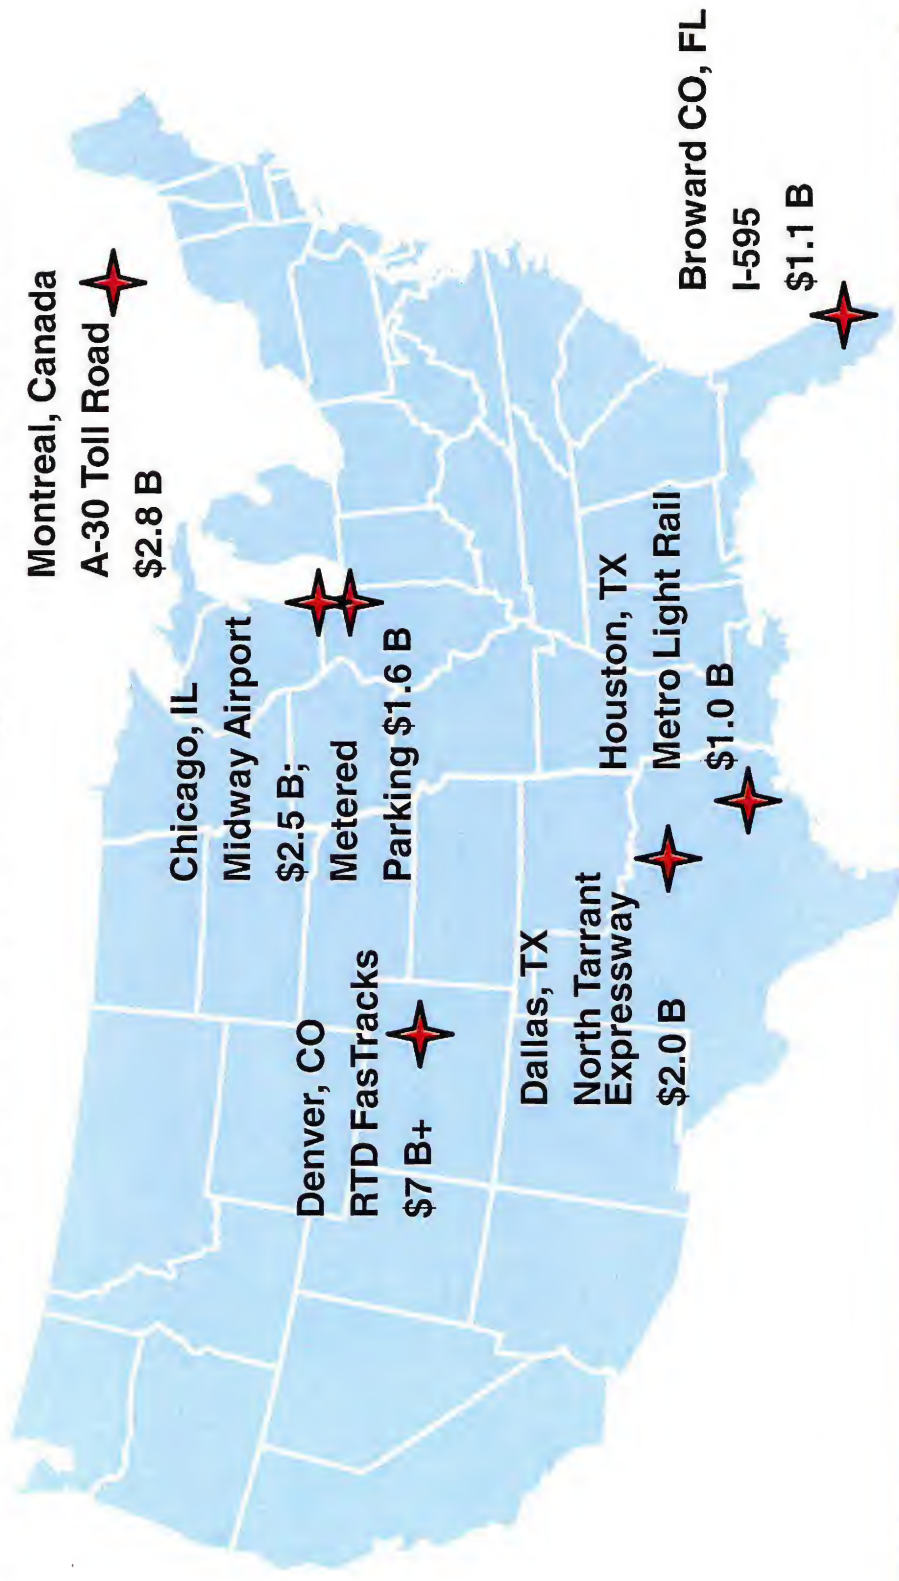 Montreal, Canada
A-30 Toll Road
$2.8 B
Chicago, IL
Midway Airport
$2.5 B;
Metered
Parking $1.6 B
Denver, CO
RTD FasTracks
$7 B+
Dallas, TX
North Tarrant
Expressway
$2.0 B
Houston, TX
Metro Light Rail
$1.0 B
Broward CO, FL
I-595
$1.1 B